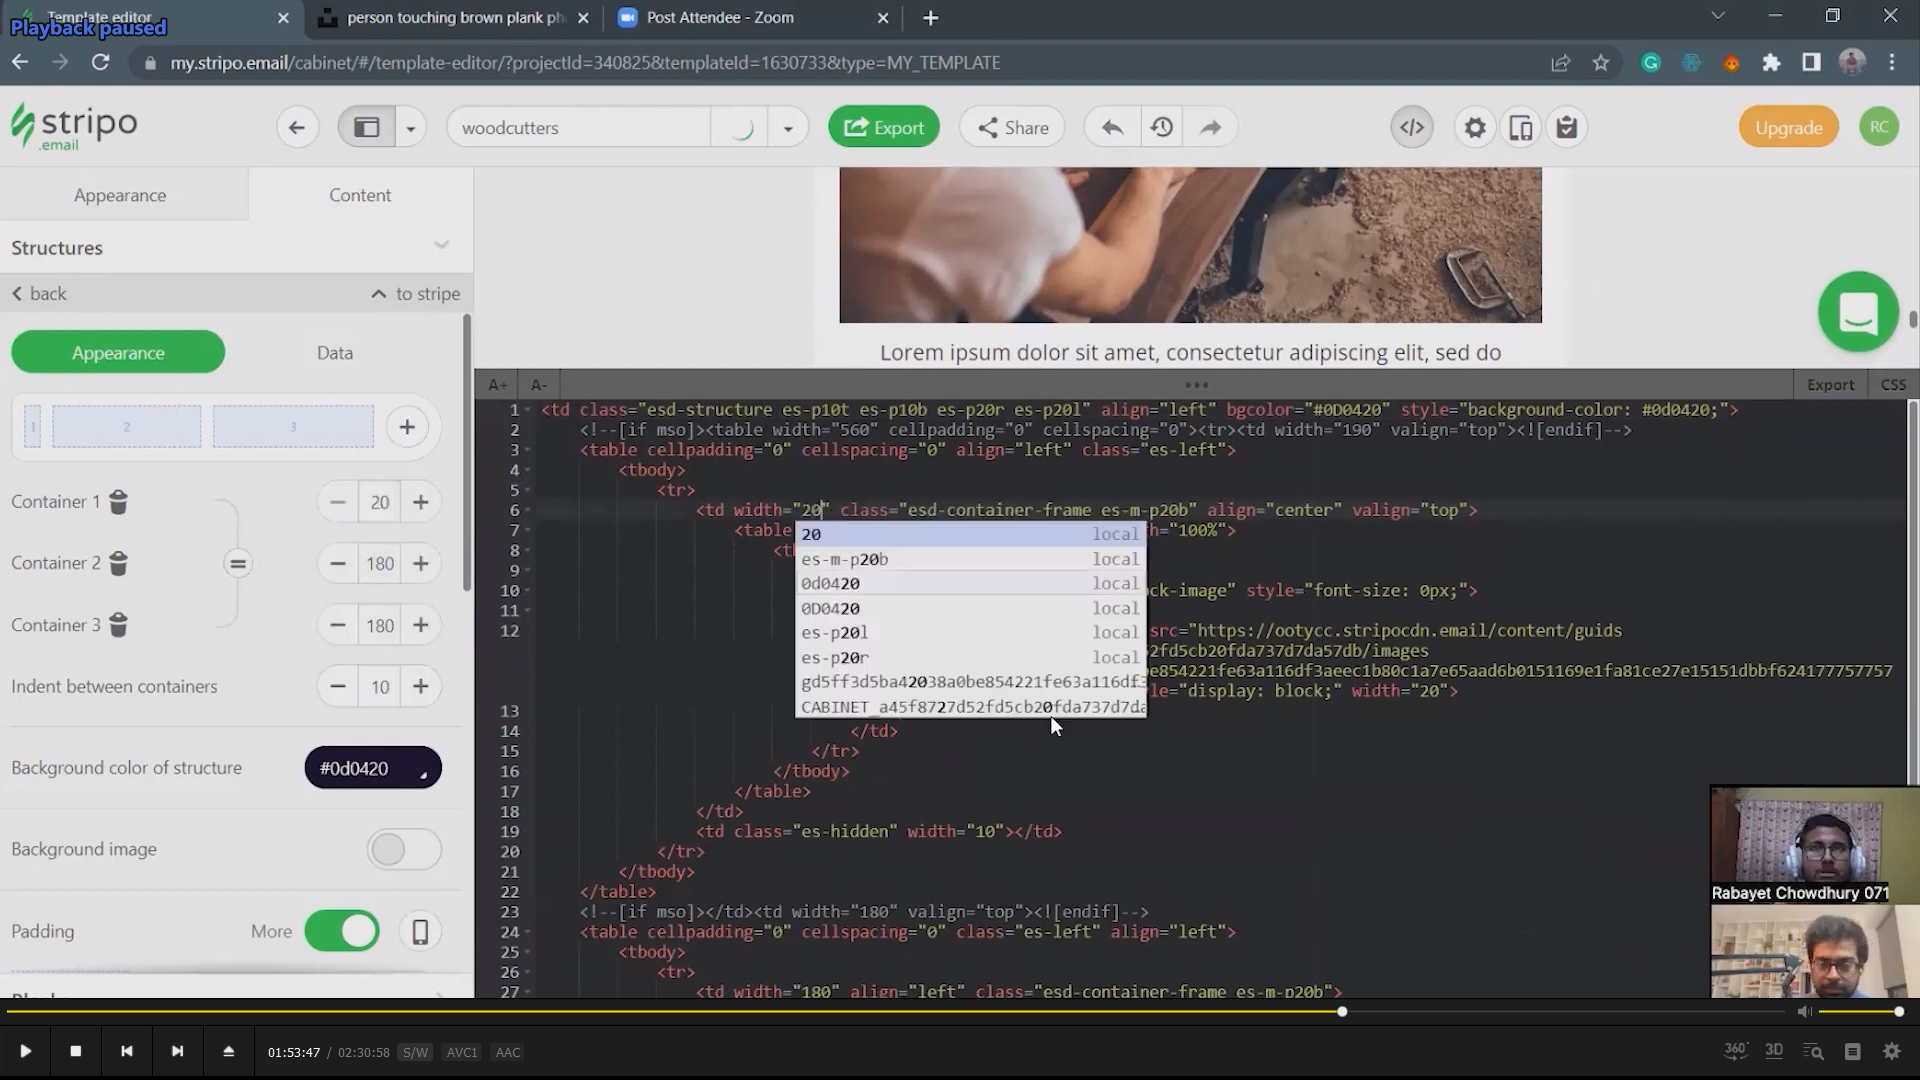 Template editor
person touching brown plank ph
Post Attendee - Zoom
Playback paused
my.stripo.email/cabinet/#/template-editor/?projectId=340825&templateId=1630733&type=MY_TEMPLATE
stripo
.email
woodcutters
Export
Share
Upgrade
RC
Appearance
Content
Structures
back
to stripe
Appearance
Data
1
2
3
Container 1
20
Container 2
180
Container 3
180
Indent between containers
10
Background color of structure
#0d0420
Background image
Padding
More
Lorem ipsum dolor sit amet, consectetur adipiscing elit, sed do
A+
A-
Export
CSS
1 <td class="esd-structure es-p10t es-p10b es-p20r es-p20l" align="left" bgcolor="#0D0420" style="background-color: #0d0420;">
2 <!--[if mso]><table width="560" cellpadding="0" cellspacing="0"><tr><td width="190" valign="top"><![endif]-->
3 <table cellpadding="0" cellspacing="0" align="left" class="es-left">
4 <tbody>
5 <tr>
6 <td width="20" class="esd-container-frame es-m-p20b" align="center" valign="top">
7 <table h="100%">
8 <t
9
10 ck-image" style="font-size: 0px;">
11
12 src="https://ootycc.stripocdn.email/content/guids
2fd5cb20fda737d7da57db/images
be854221fe63a116df3aeec1b80c1a7e65aad6b0151169e1fa81ce27e15151dbbf624177757757
le="display: block;" width="20">
20 local
es-m-p20b local
0d0420 local
0D0420 local
es-p20l local
es-p20r local
gd5ff3d5ba42038a0be854221fe63a116df3
CABINET_a45f8727d52fd5cb20fda737d7da
13
14 </td>
15 </tr>
16 </tbody>
17 </table>
18 </td>
19 <td class="es-hidden" width="10"></td>
20 </tr>
21 </tbody>
22 </table>
23 <!--[if mso]></td><td width="180" valign="top"><![endif]-->
24 <table cellpadding="0" cellspacing="0" class="es-left" align="left">
25 <tbody>
26 <tr>
27 <td width="180" align="left" class="esd-container-frame es-m-p20b">
Rabayet Chowdhury 071
01:53:47 / 02:30:58 S/W AVC1 AAC
360°
3D